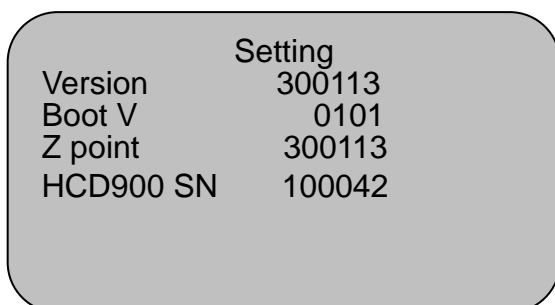 Setting
Version 300113
Boot V 0101
Z point 300113
HCD900 SN 100042